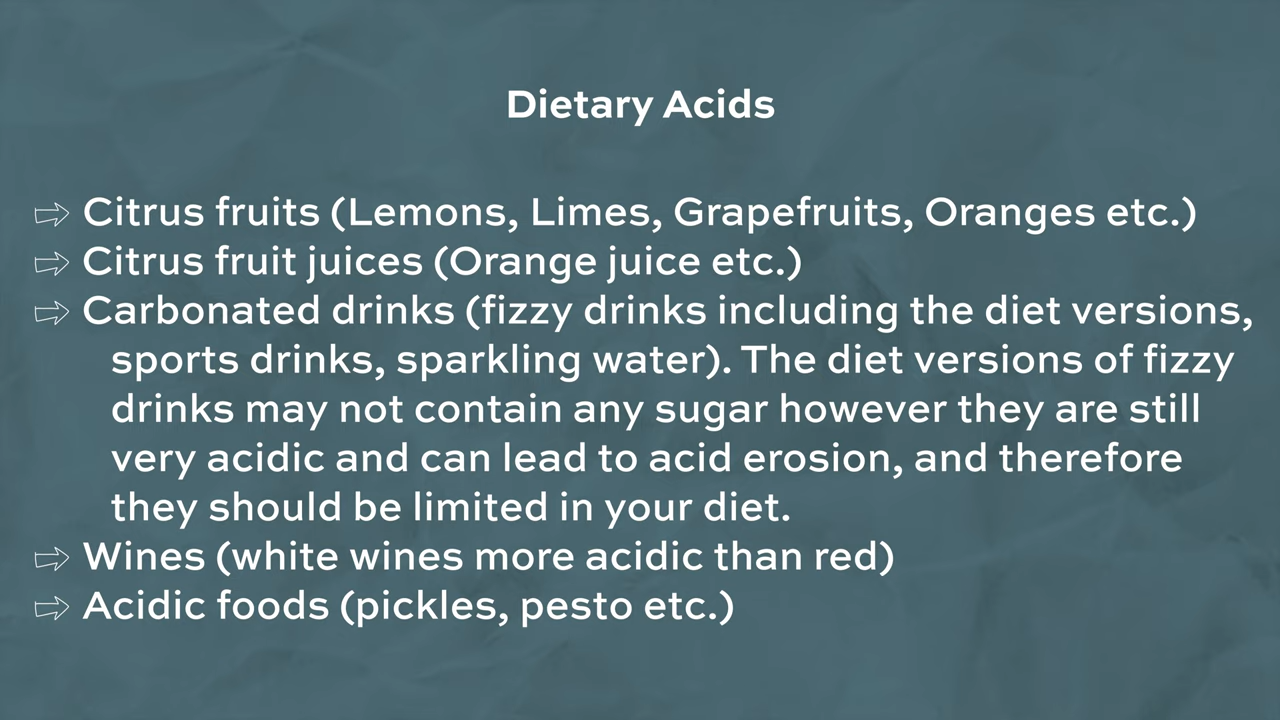 Dietary Acids
⇨ Citrus fruits (Lemons, Limes, Grapefruits, Oranges etc.)
⇨ Citrus fruit juices (Orange juice etc.)
⇨ Carbonated drinks (fizzy drinks including the diet versions,
sports drinks, sparkling water). The diet versions of fizzy
drinks may not contain any sugar however they are still
very acidic and can lead to acid erosion, and therefore
they should be limited in your diet.
⇨ Wines (white wines more acidic than red)
⇨ Acidic foods (pickles, pesto etc.)